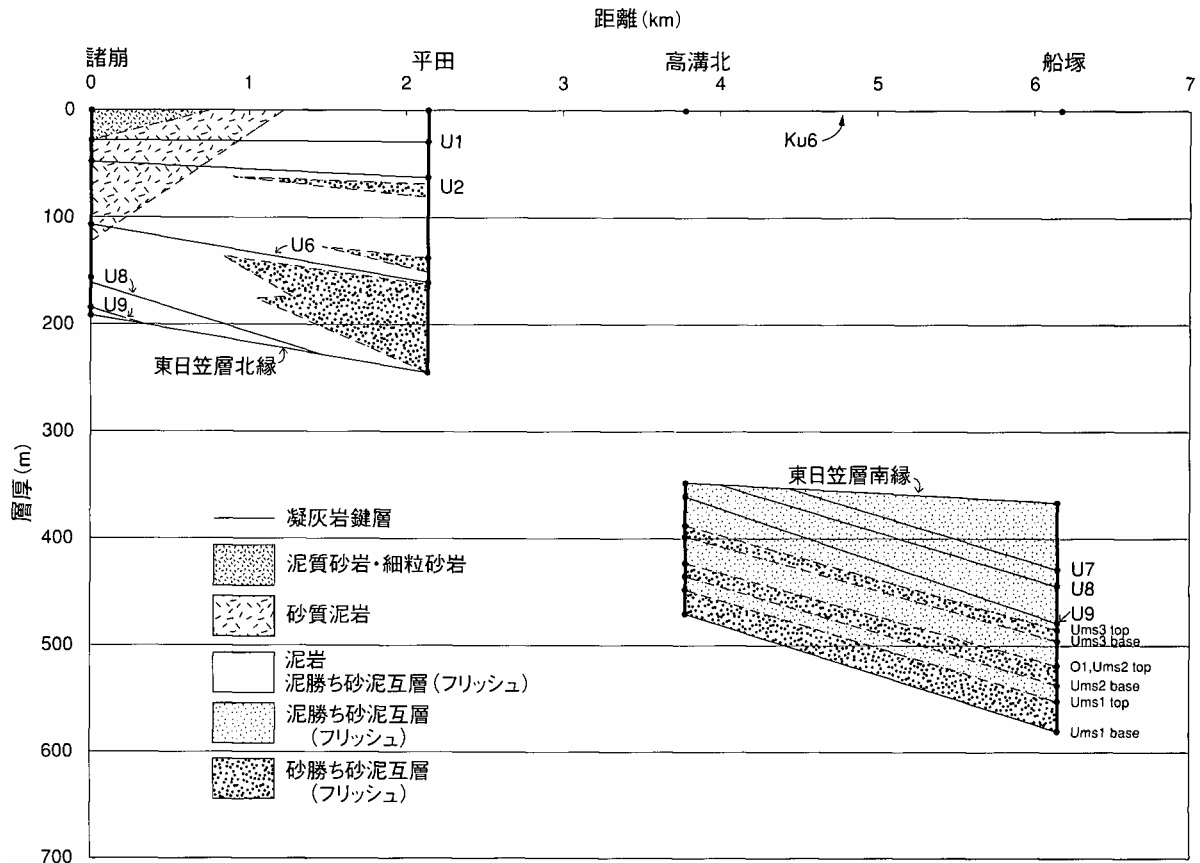 距離(km)
諸崩 平田 高溝北 船塚
0 1 2 3 4 5 6 7
0
Ku6
U1
U2
100
U6
U8
200
U9
東日笠層北縁
300
層厚(m)
東日笠層南縁
400
凝灰岩鍵層
泥質砂岩・細粒砂岩
砂質泥岩
U7
U8
U9
Ums3 top
Ums3 base
500
泥岩
泥勝ち砂泥互層(フリッシュ)
O1,Ums2 top
Ums2 base
Ums1 top
泥勝ち砂泥互層
(フリッシュ)
Ums1 base
600
砂勝ち砂泥互層
(フリッシュ)
700